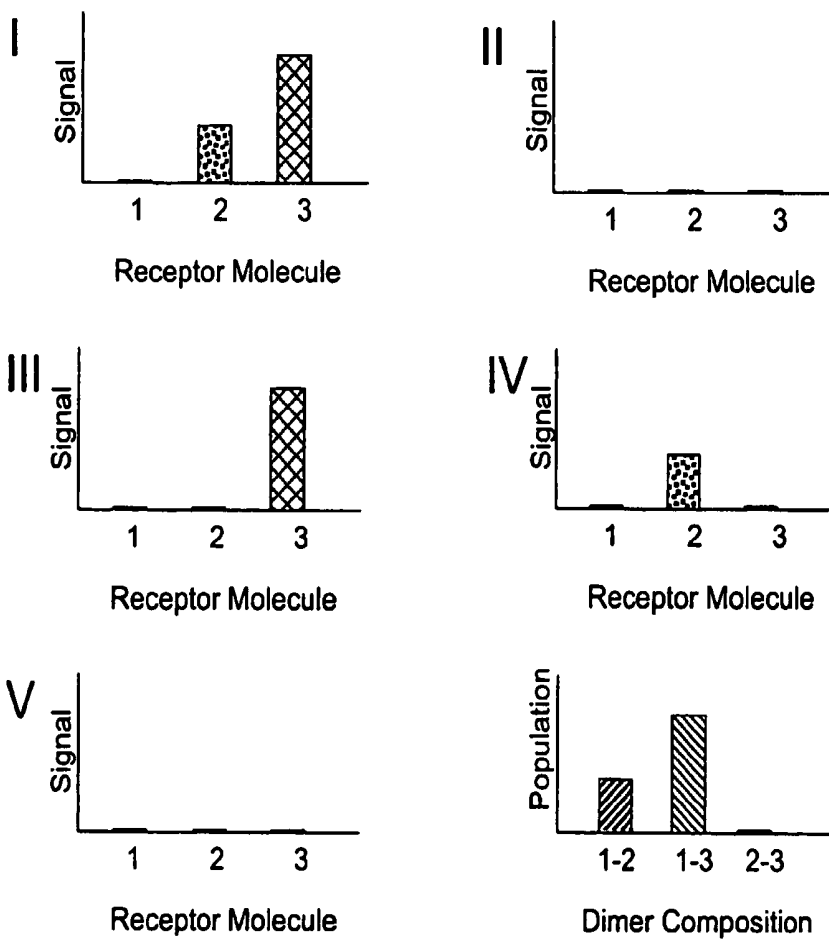 I
Signal
1 2 3
Receptor Molecule
II
Signal
1 2 3
Receptor Molecule
III
Signal
1 2 3
Receptor Molecule
IV
Signal
1 2 3
Receptor Molecule
V
Signal
1 2 3
Receptor Molecule
Population
1-2 1-3 2-3
Dimer Composition